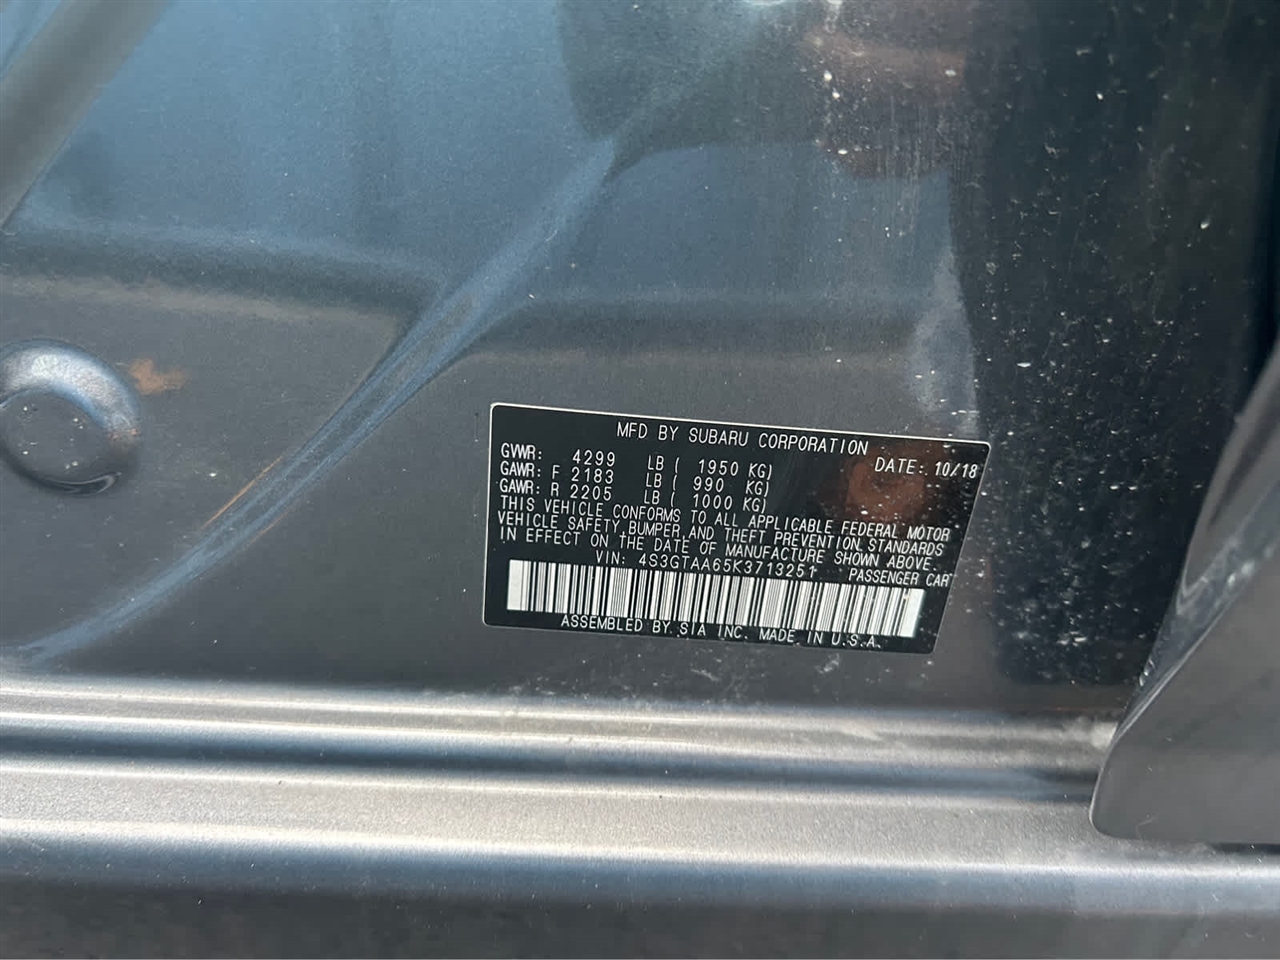 MFD BY SUBARU CORPORATION
GVWR: 4299 LB ( 1950 KG) DATE: 10/18
GAWR: F 2183 LB ( 990 KG)
GAWR: R 2205 LB ( 1000 KG)
THIS VEHICLE CONFORMS TO ALL APPLICABLE FEDERAL MOTOR
VEHICLE SAFETY, BUMPER, AND THEFT PREVENTION STANDARDS
IN EFFECT ON THE DATE OF MANUFACTURE SHOWN ABOVE.
VIN: 4S3GTAA65K3713251 PASSENGER CAR
ASSEMBLED BY SIA INC. MADE IN U.S.A.